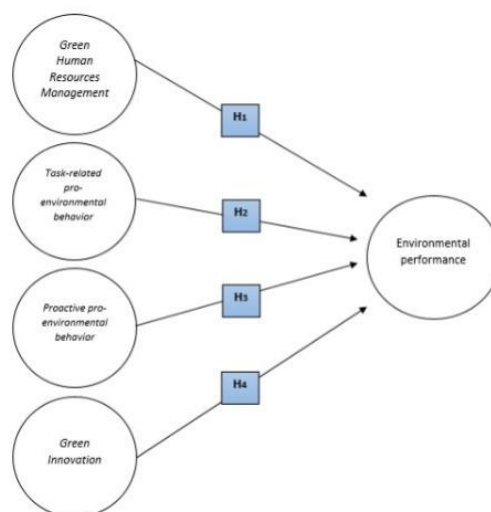 Green
Human
Resources
Management
H1
Task-related
pro-
environmental
behavior
H2
Environmental
performance
Proactive pro-
environmental
behavior
H3
H4
Green
Innovation